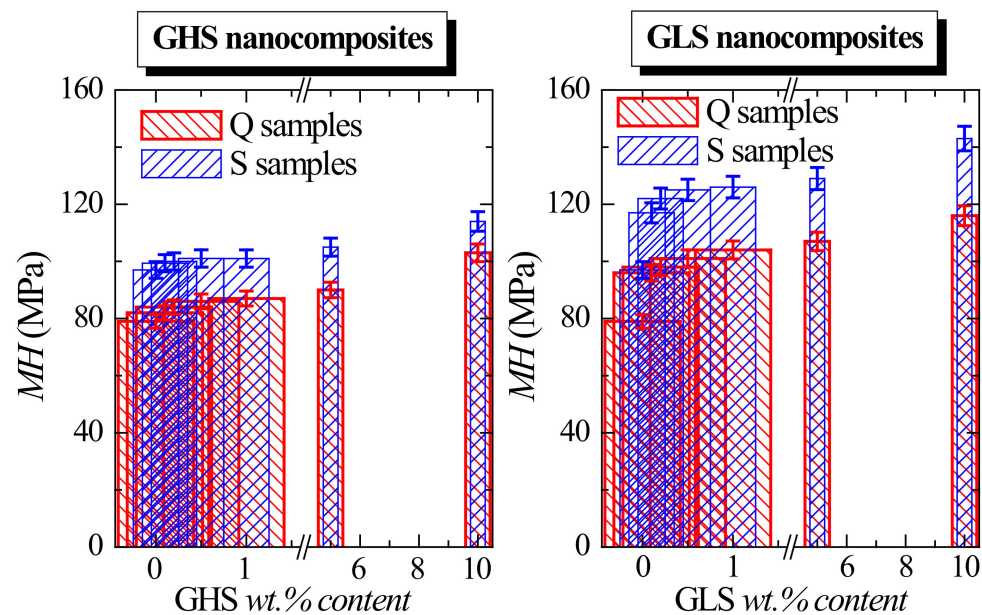 GHS nanocomposites
160
120
80
40
0
MH (MPa)
Q samples
S samples
0 1 6 8 10
GHS wt.% content
GLS nanocomposites
160
120
80
40
0
MH (MPa)
Q samples
S samples
0 1 6 8 10
GLS wt.% content